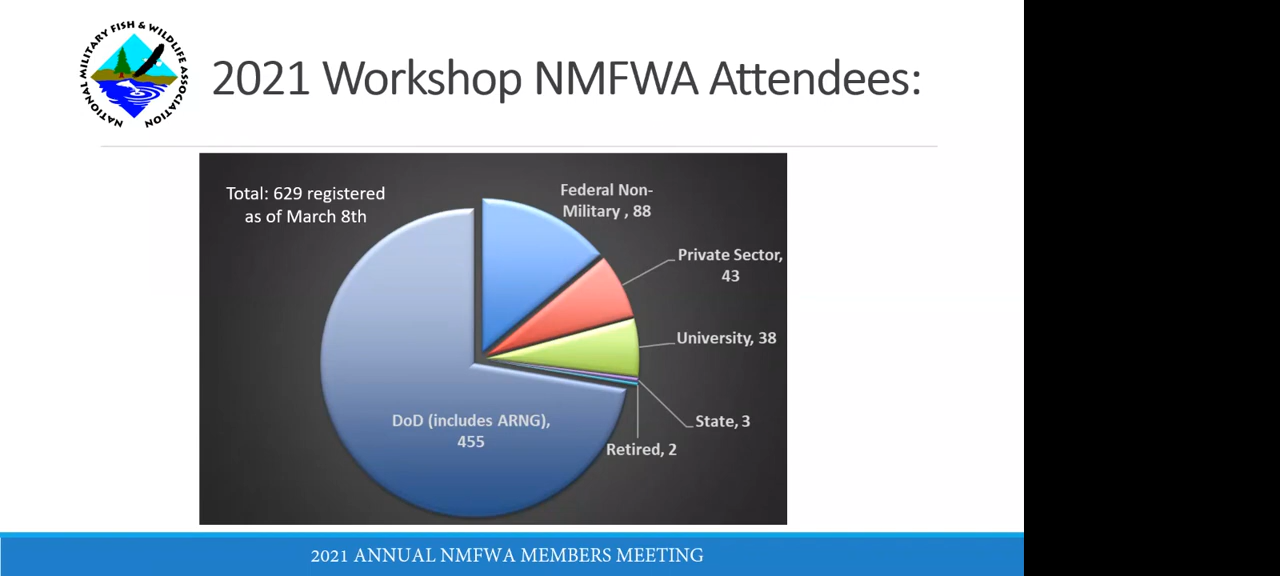 NATIONAL MILITARY FISH & WILDLIFE ASSOCIATION
2021 Workshop NMFWA Attendees:
Total: 629 registered
as of March 8th
Federal Non-
Military , 88
Private Sector,
43
University, 38
State, 3
Retired, 2
DoD (includes ARNG),
455
2021 ANNUAL NMFWA MEMBERS MEETING